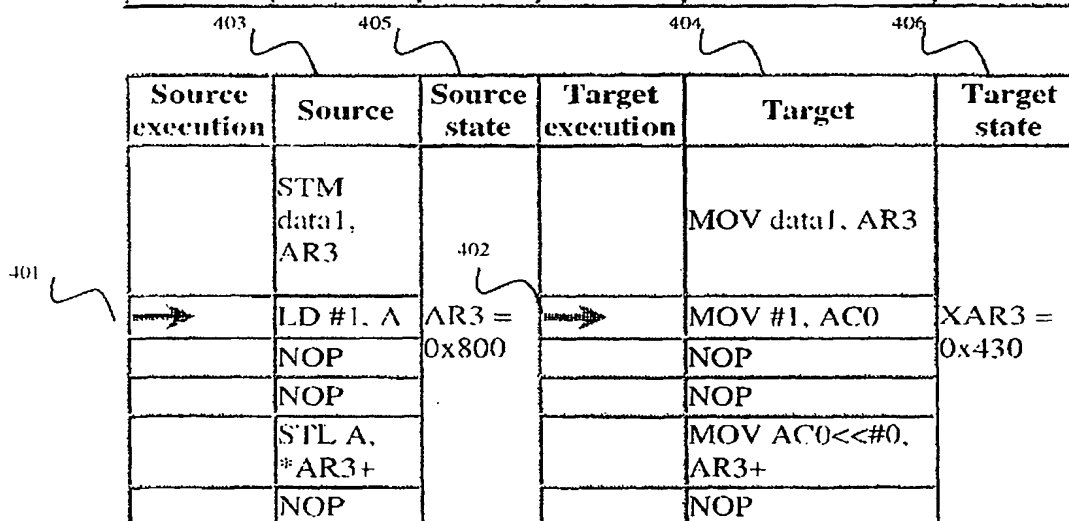 403 405 404 406
Source execution Source Source state Target execution Target Target state
STM data1, AR3 MOV data1, AR3
401 402
LD #1, A AR3 = 0x800 MOV #1, AC0 XAR3 = 0x430
NOP NOP
NOP NOP
STL A, *AR3+ MOV AC0<<#0, AR3+
NOP NOP